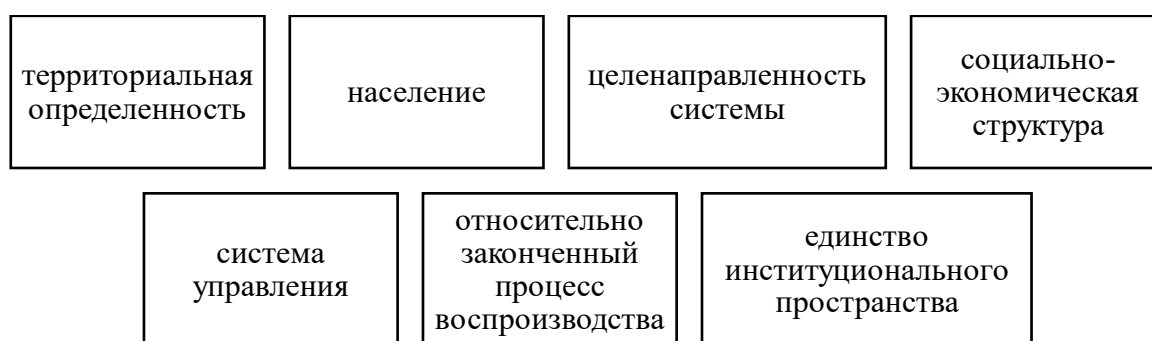 территориальная
определенность
население
целенаправленность
системы
социально-
экономическая
структура
система
управления
относительно
законченный
процесс
воспроизводства
единство
институционального
пространства